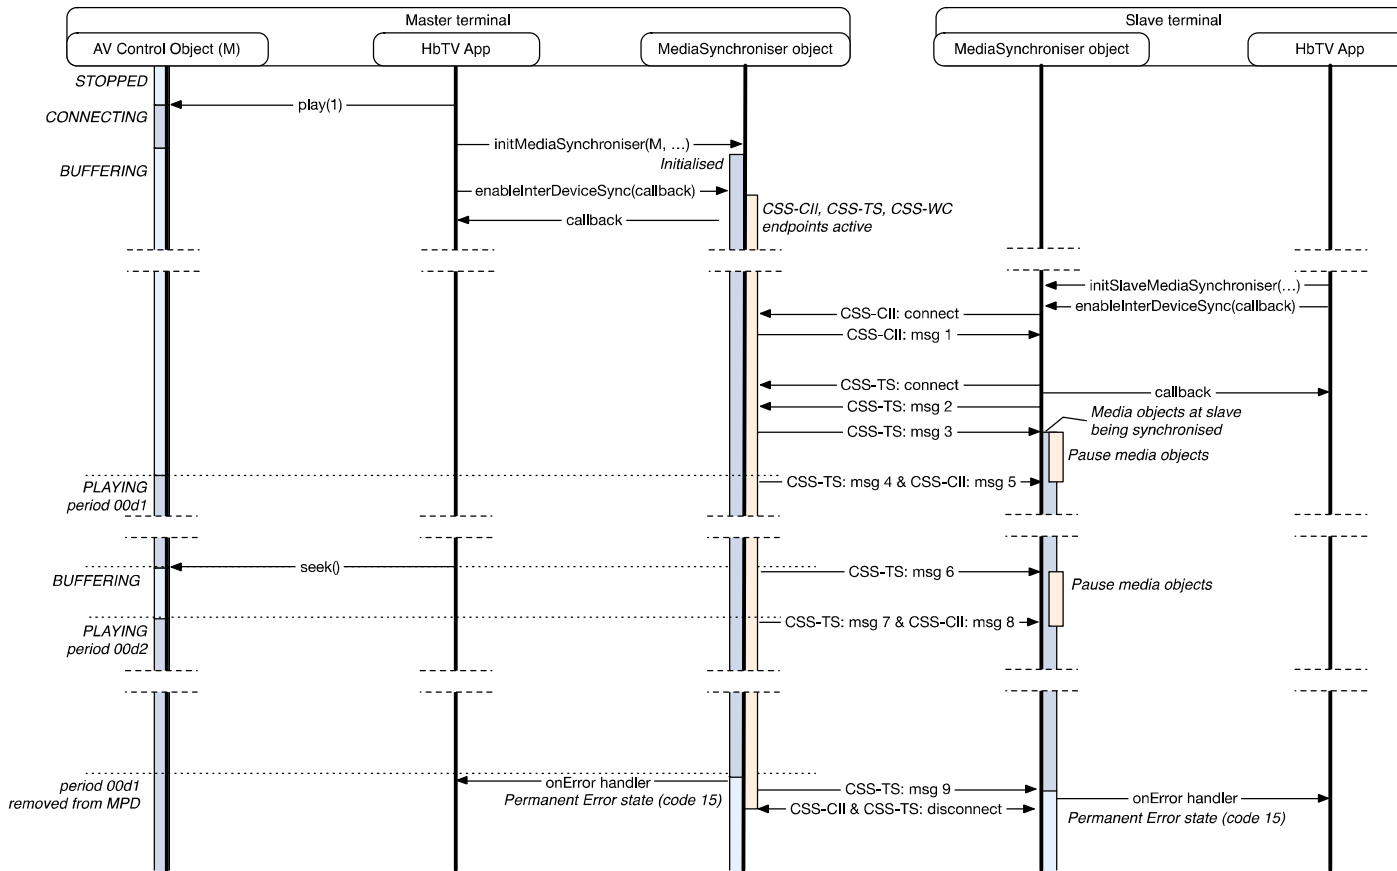 Master terminal
Slave terminal
AV Control Object (M)
HbTV App
MediaSynchroniser object
MediaSynchroniser object
HbTV App
STOPPED
play(1)
CONNECTING
initMediaSynchroniser(M, ...)
Initialised
BUFFERING
enableInterDeviceSync(callback)
CSS-CII, CSS-TS, CSS-WC
endpoints active
callback
initSlaveMediaSynchroniser(...)
enableInterDeviceSync(callback)
CSS-CII: connect
CSS-CII: msg 1
CSS-TS: connect
callback
CSS-TS: msg 2
Media objects at slave
being synchronised
CSS-TS: msg 3
Pause media objects
PLAYING
period 00d1
CSS-TS: msg 4 & CSS-CII: msg 5
seek()
BUFFERING
CSS-TS: msg 6
Pause media objects
PLAYING
period 00d2
CSS-TS: msg 7 & CSS-CII: msg 8
period 00d1
removed from MPD
onError handler
Permanent Error state (code 15)
CSS-TS: msg 9
CSS-CII & CSS-TS: disconnect
onError handler
Permanent Error state (code 15)